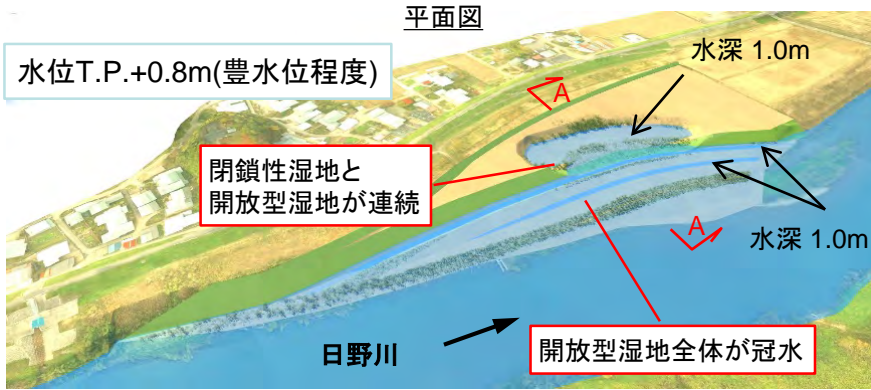 平面図
水位T.P.+0.8m(豊水位程度)
水深 1.0m
A
閉鎖性湿地と
開放型湿地が連続
A
水深 1.0m
日野川
開放型湿地全体が冠水